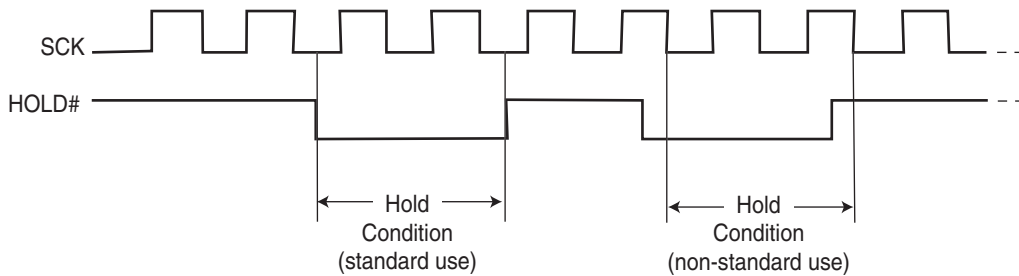 SCK
HOLD#
Hold
Condition
(standard use)
Hold
Condition
(non-standard use)